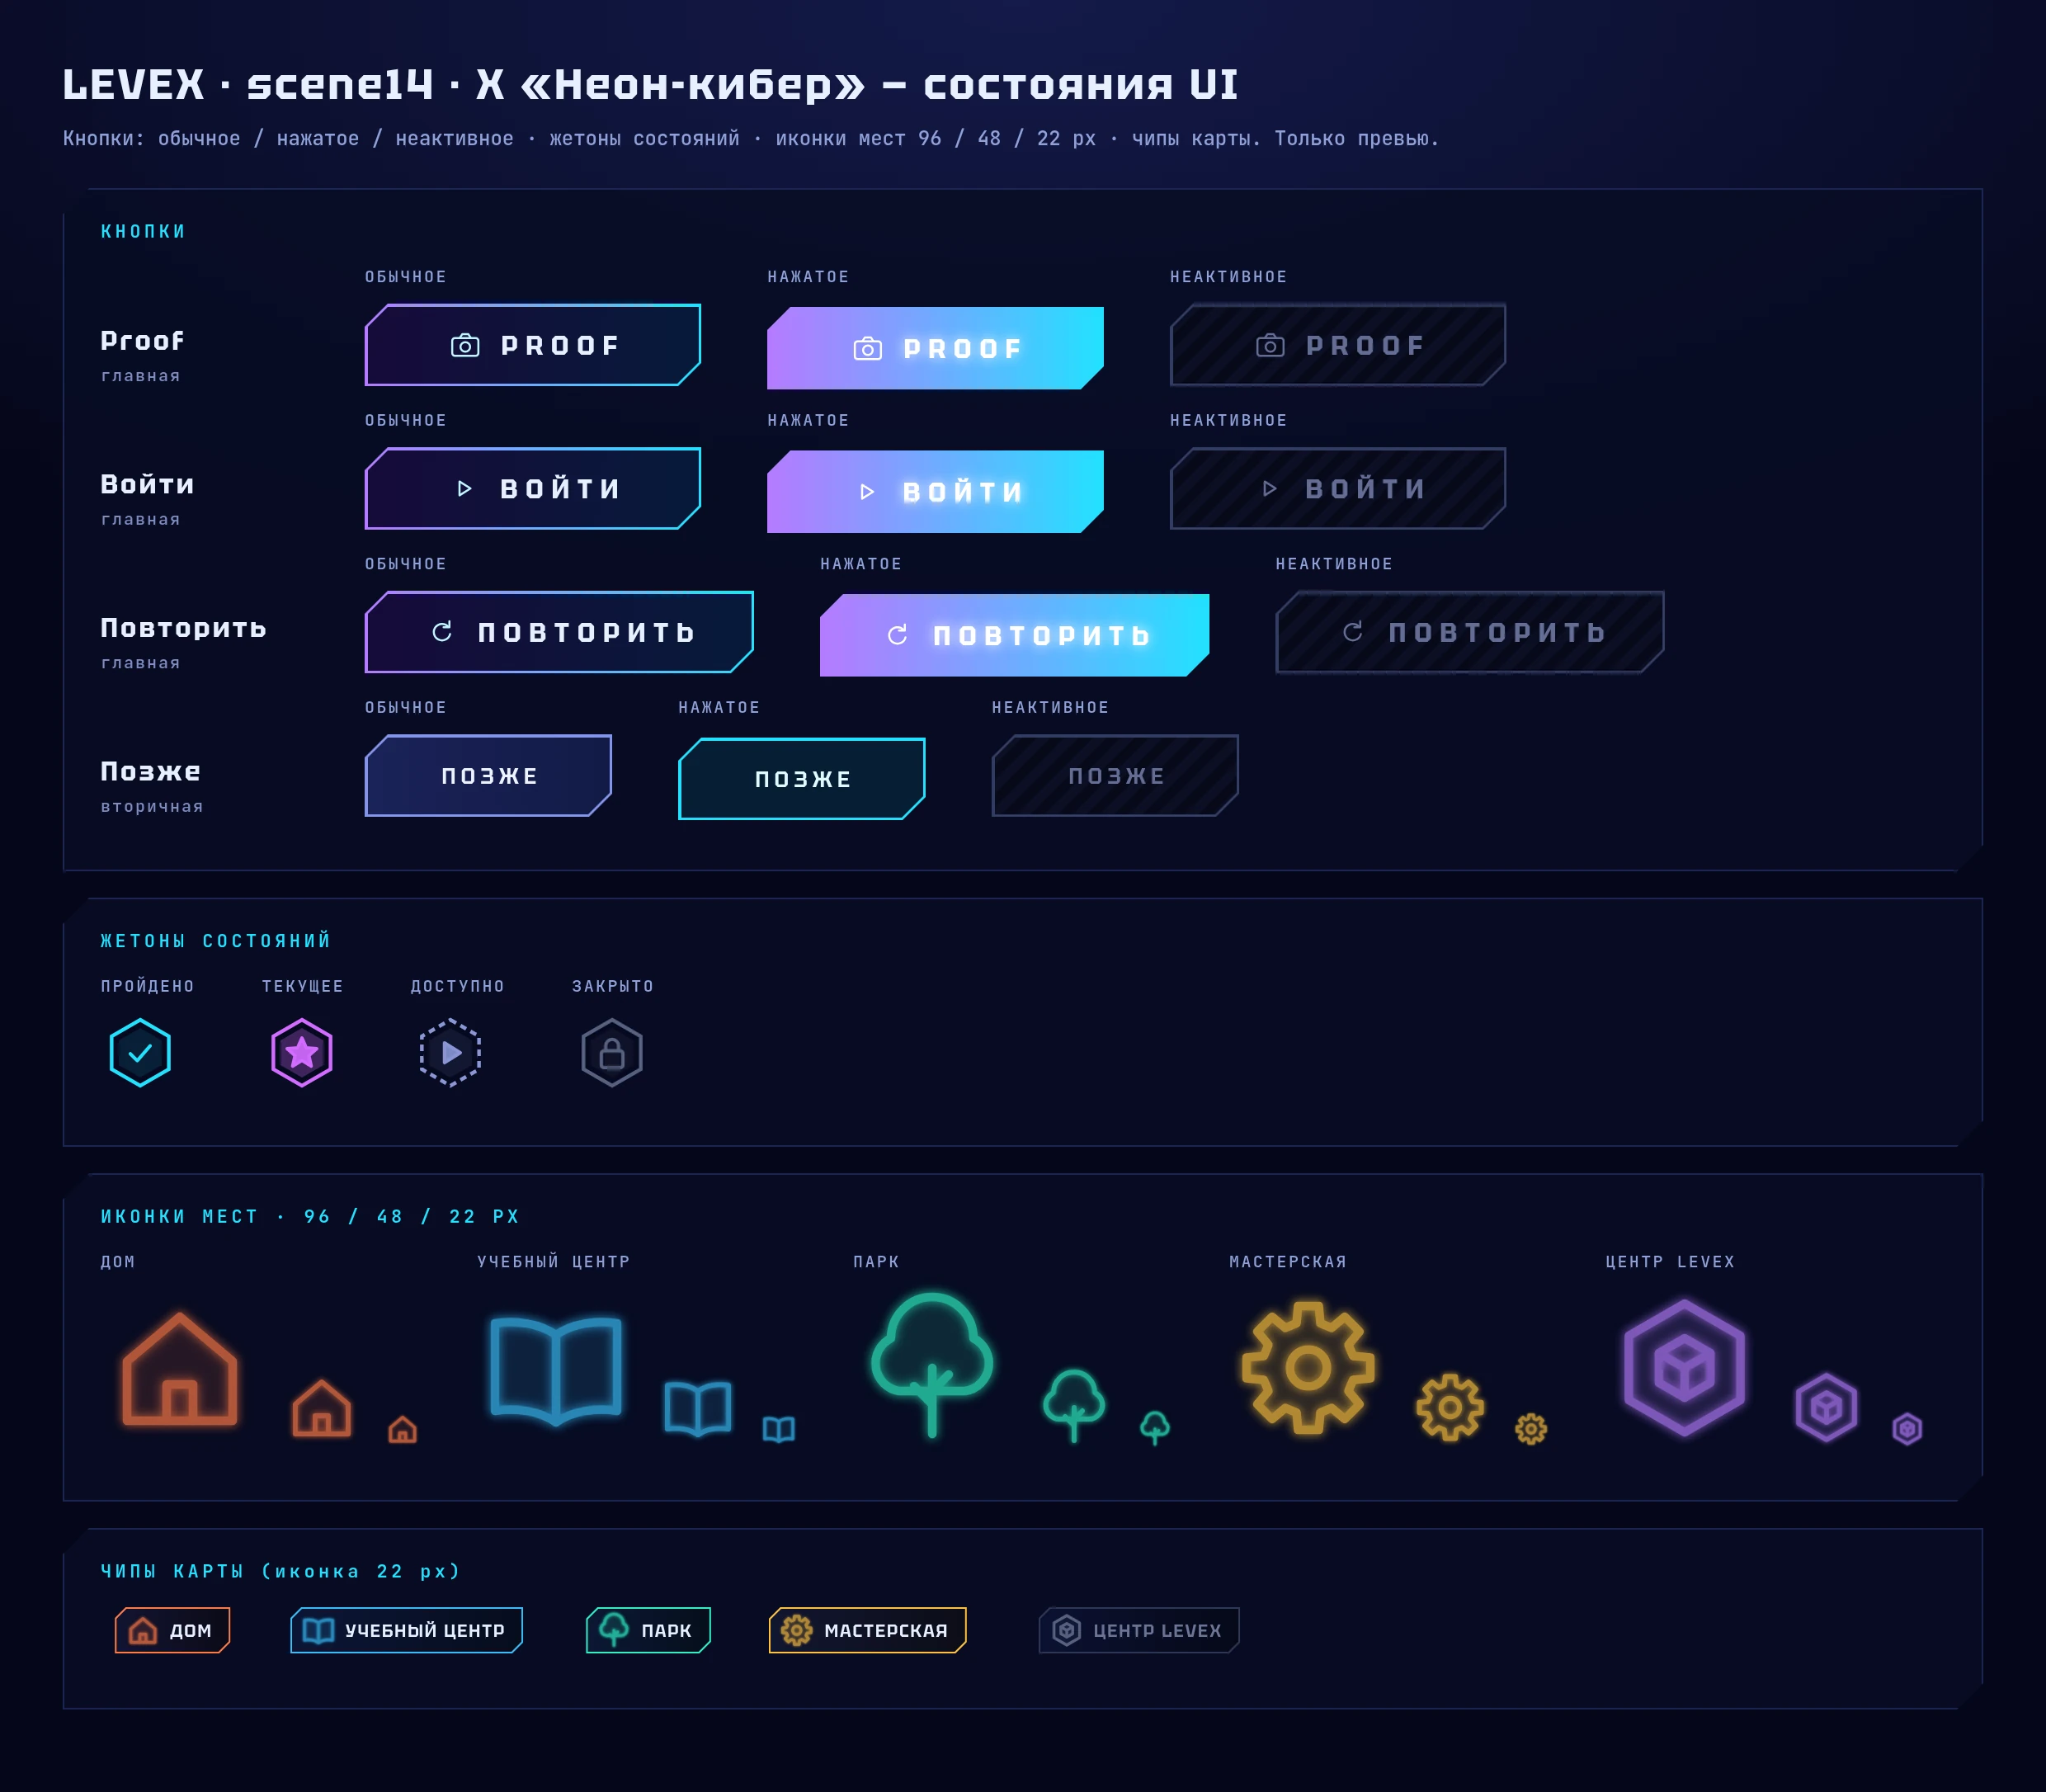 LEVEX · scene14 · X «Неон-кибер» — состояния UI
Кнопки: обычное / нажатое / неактивное · жетоны состояний · иконки мест 96 / 48 / 22 px · чипы карты. Только превью.
КНОПКИ
ОБЫЧНОЕ НАЖАТОЕ НЕАКТИВНОЕ
Proof PROOF PROOF PROOF
главная
ОБЫЧНОЕ НАЖАТОЕ НЕАКТИВНОЕ
Войти ВОЙТИ ВОЙТИ ВОЙТИ
главная
ОБЫЧНОЕ НАЖАТОЕ НЕАКТИВНОЕ
Повторить ПОВТОРИТЬ ПОВТОРИТЬ ПОВТОРИТЬ
главная
ОБЫЧНОЕ НАЖАТОЕ НЕАКТИВНОЕ
Позже ПОЗЖЕ ПОЗЖЕ ПОЗЖЕ
вторичная
ЖЕТОНЫ СОСТОЯНИЙ
ПРОЙДЕНО ТЕКУЩЕЕ ДОСТУПНО ЗАКРЫТО
ИКОНКИ МЕСТ · 96 / 48 / 22 PX
ДОМ УЧЕБНЫЙ ЦЕНТР ПАРК МАСТЕРСКАЯ ЦЕНТР LEVEX
ЧИПЫ КАРТЫ (иконка 22 px)
ДОМ УЧЕБНЫЙ ЦЕНТР ПАРК МАСТЕРСКАЯ ЦЕНТР LEVEX